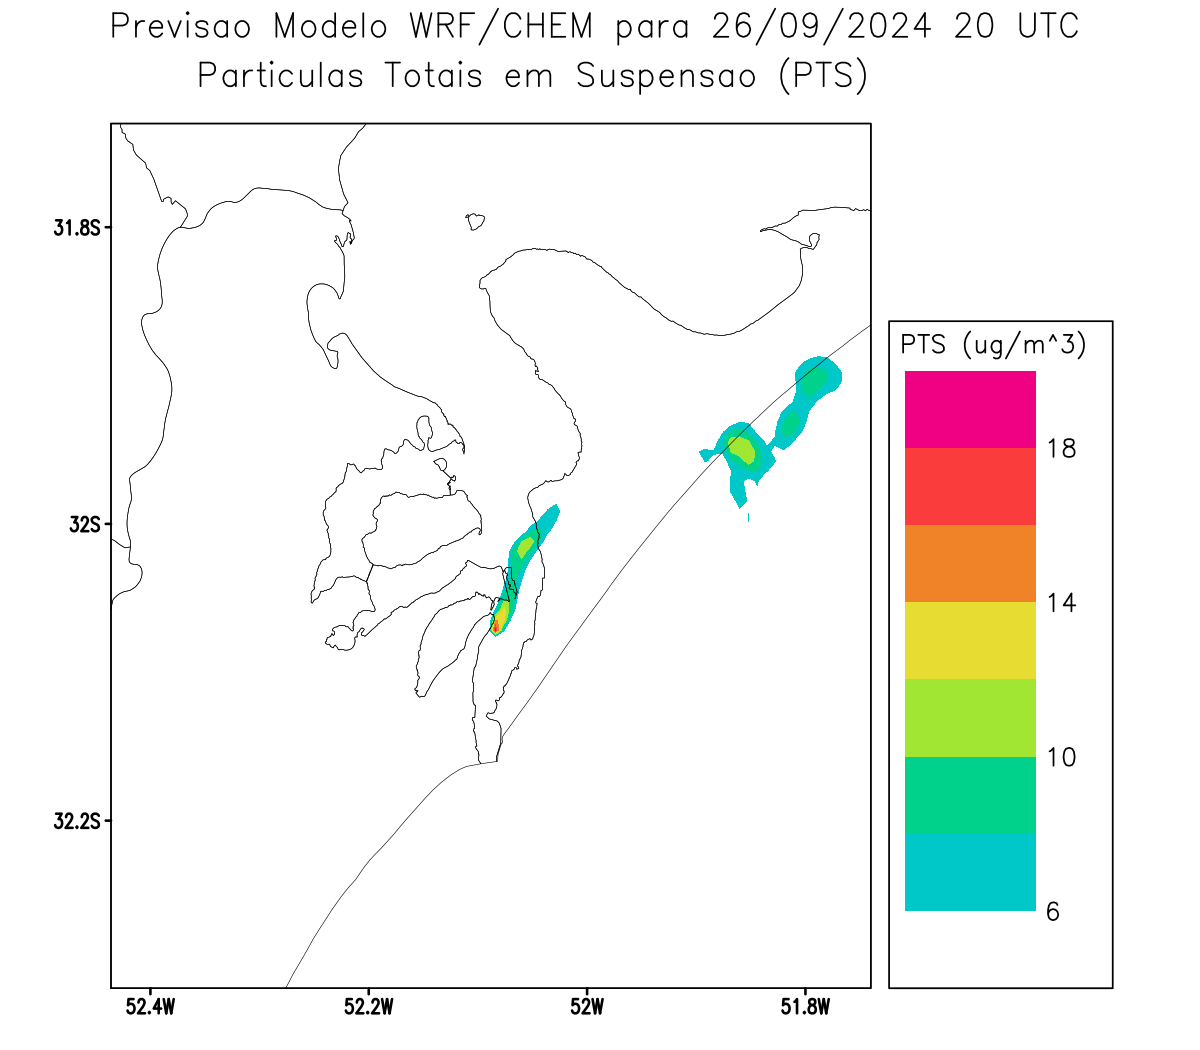 Previsao Modelo WRF/CHEM para 26/09/2024 20 UTC
Particulas Totais em Suspensao (PTS)
31.8S
32S
32.2S
52.4W
52.2W
52W
51.8W
PTS (ug/m^3)
18
14
10
6